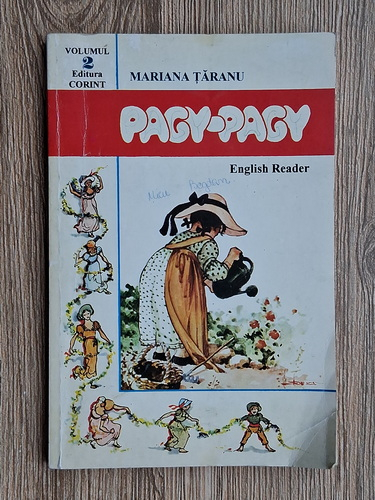 VOLUMUL
2
Editura
CORINT
MARIANA ȚĂRANU
PAGY-PAGY
English Reader